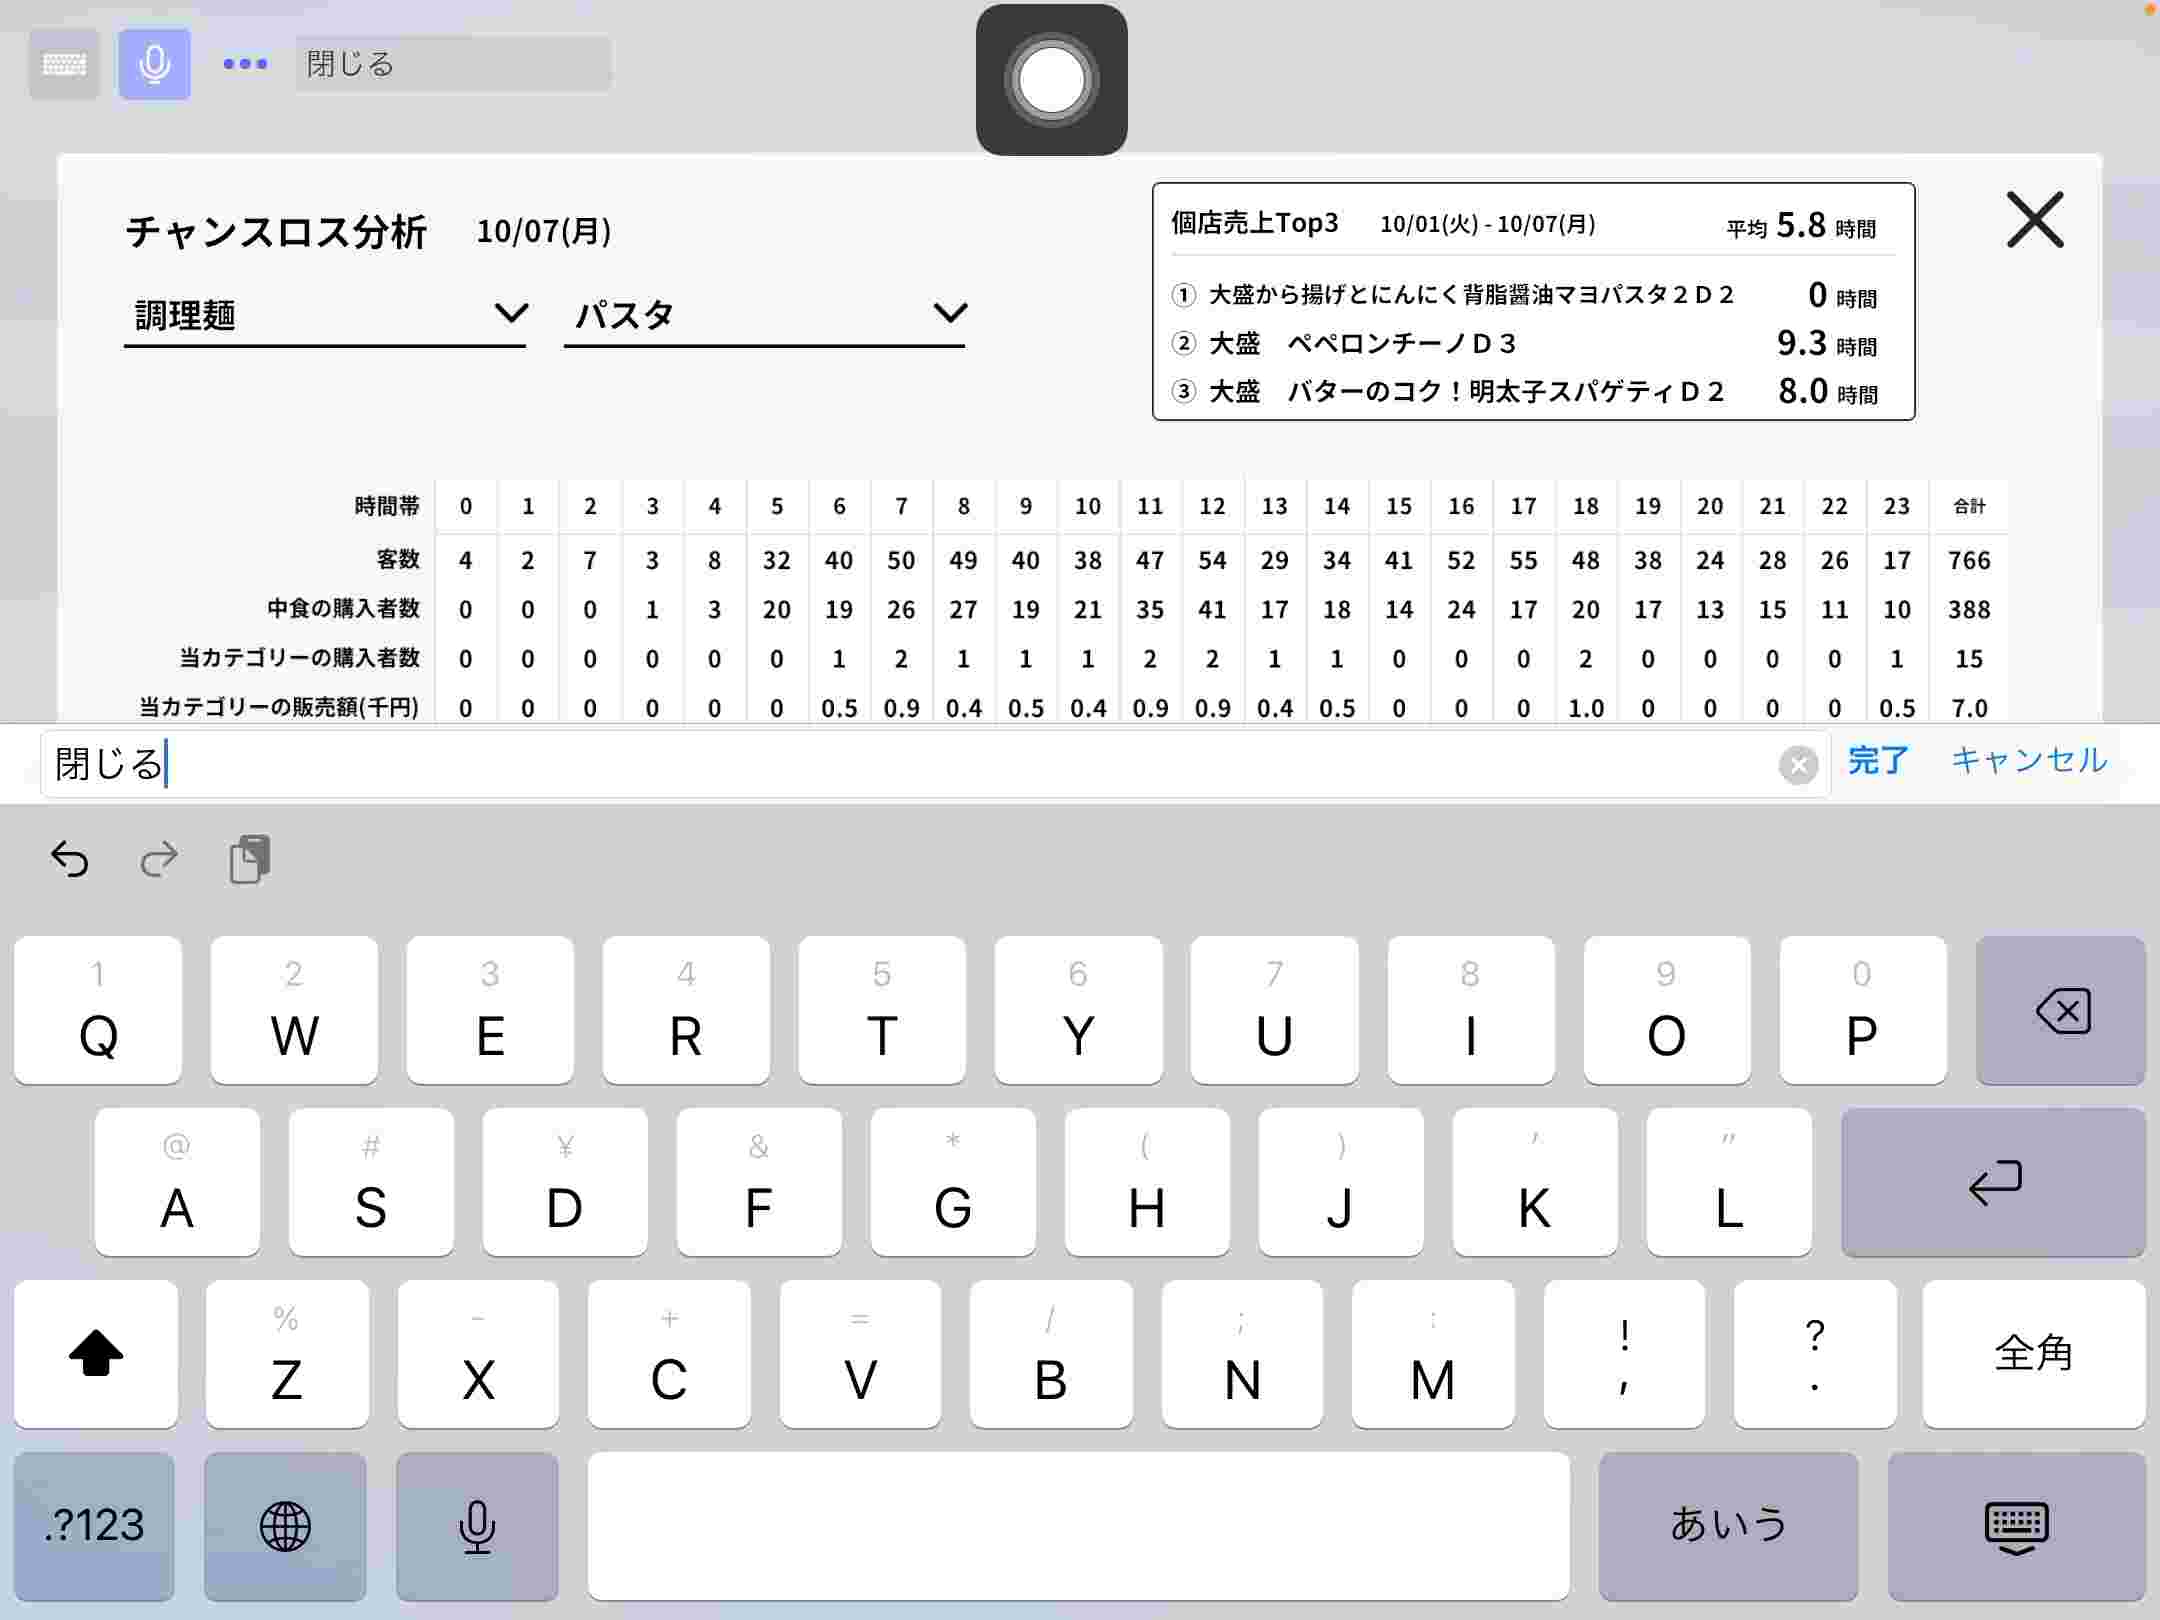 閉じる
チャンスロス分析 10/07(月)
調理麺 パスタ
個店売上Top3 10/01(火) - 10/07(月) 平均 5.8 時間
① 大盛から揚げとにんにく背脂醤油マヨパスタ２Ｄ２ 0 時間
② 大盛　ペペロンチーノＤ３ 9.3 時間
③ 大盛　バターのコク！明太子スパゲティＤ２ 8.0 時間
時間帯 0 1 2 3 4 5 6 7 8 9 10 11 12 13 14 15 16 17 18 19 20 21 22 23 合計
客数 4 2 7 3 8 32 40 50 49 40 38 47 54 29 34 41 52 55 48 38 24 28 26 17 766
中食の購入者数 0 0 0 1 3 20 19 26 27 19 21 35 41 17 18 14 24 17 20 17 13 15 11 10 388
当カテゴリーの購入者数 0 0 0 0 0 0 1 2 1 1 1 2 2 1 1 0 0 0 2 0 0 0 0 1 15
当カテゴリーの販売額(千円) 0 0 0 0 0 0 0.5 0.9 0.4 0.5 0.4 0.9 0.9 0.4 0.5 0 0 0 1.0 0 0 0 0 0.5 7.0
閉じる 完了 キャンセル
1 2 3 4 5 6 7 8 9 0
Q W E R T Y U I O P
@ # ¥ & * ( ) ' "
A S D F G H J K L
% - + = / ; : ! ?
Z X C V B N M , . 全角
.?123 あいう